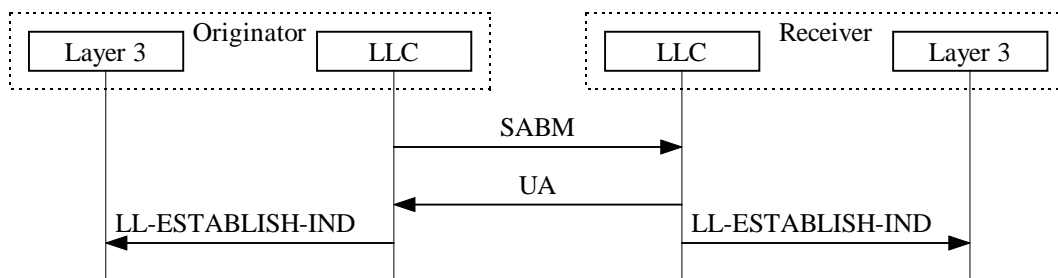 Originator
Receiver
Layer 3
LLC
LLC
Layer 3
SABM
UA
LL-ESTABLISH-IND
LL-ESTABLISH-IND